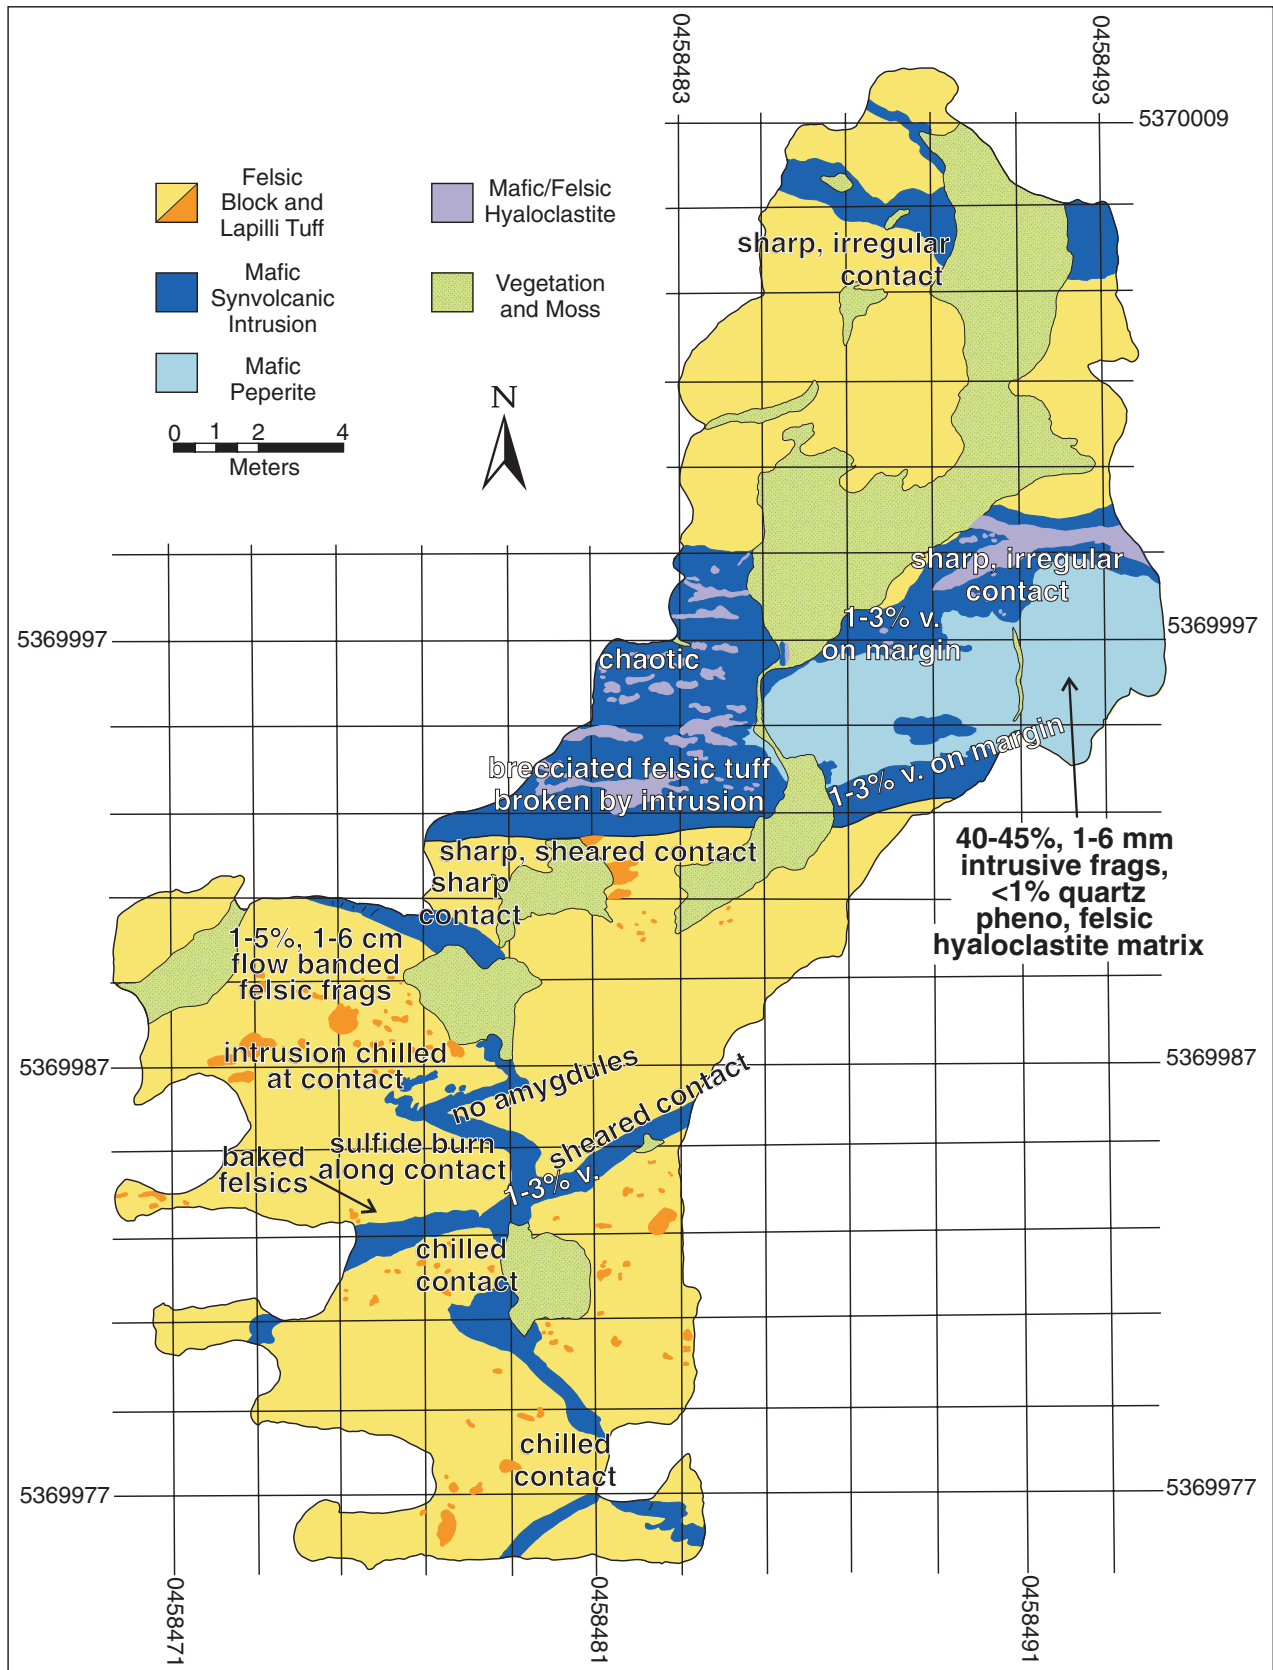 0458483
0458493
5370009
Felsic
Block and
Lapilli Tuff
Mafic/Felsic
Hyaloclastite
Mafic
Synvolcanic
Intrusion
Vegetation
and Moss
Mafic
Peperite
0 1 2 4
Meters
N
sharp, irregular
contact
sharp, irregular
contact
1-3% v.
on margin
5369997
5369997
chaotic
1-3% v. on margin
brecciated felsic tuff
broken by intrusion
40-45%, 1-6 mm
intrusive frags,
<1% quartz
pheno, felsic
hyaloclastite matrix
sharp, sheared contact
sharp
contact
1-5%, 1-6 cm
flow banded
felsic frags
intrusion chilled
at contact
5369987
5369987
no amygdules
sheared contact
sulfide burn
along contact
baked
felsics
1-3% v.
chilled
contact
chilled
contact
5369977
5369977
0458471
0458481
0458491